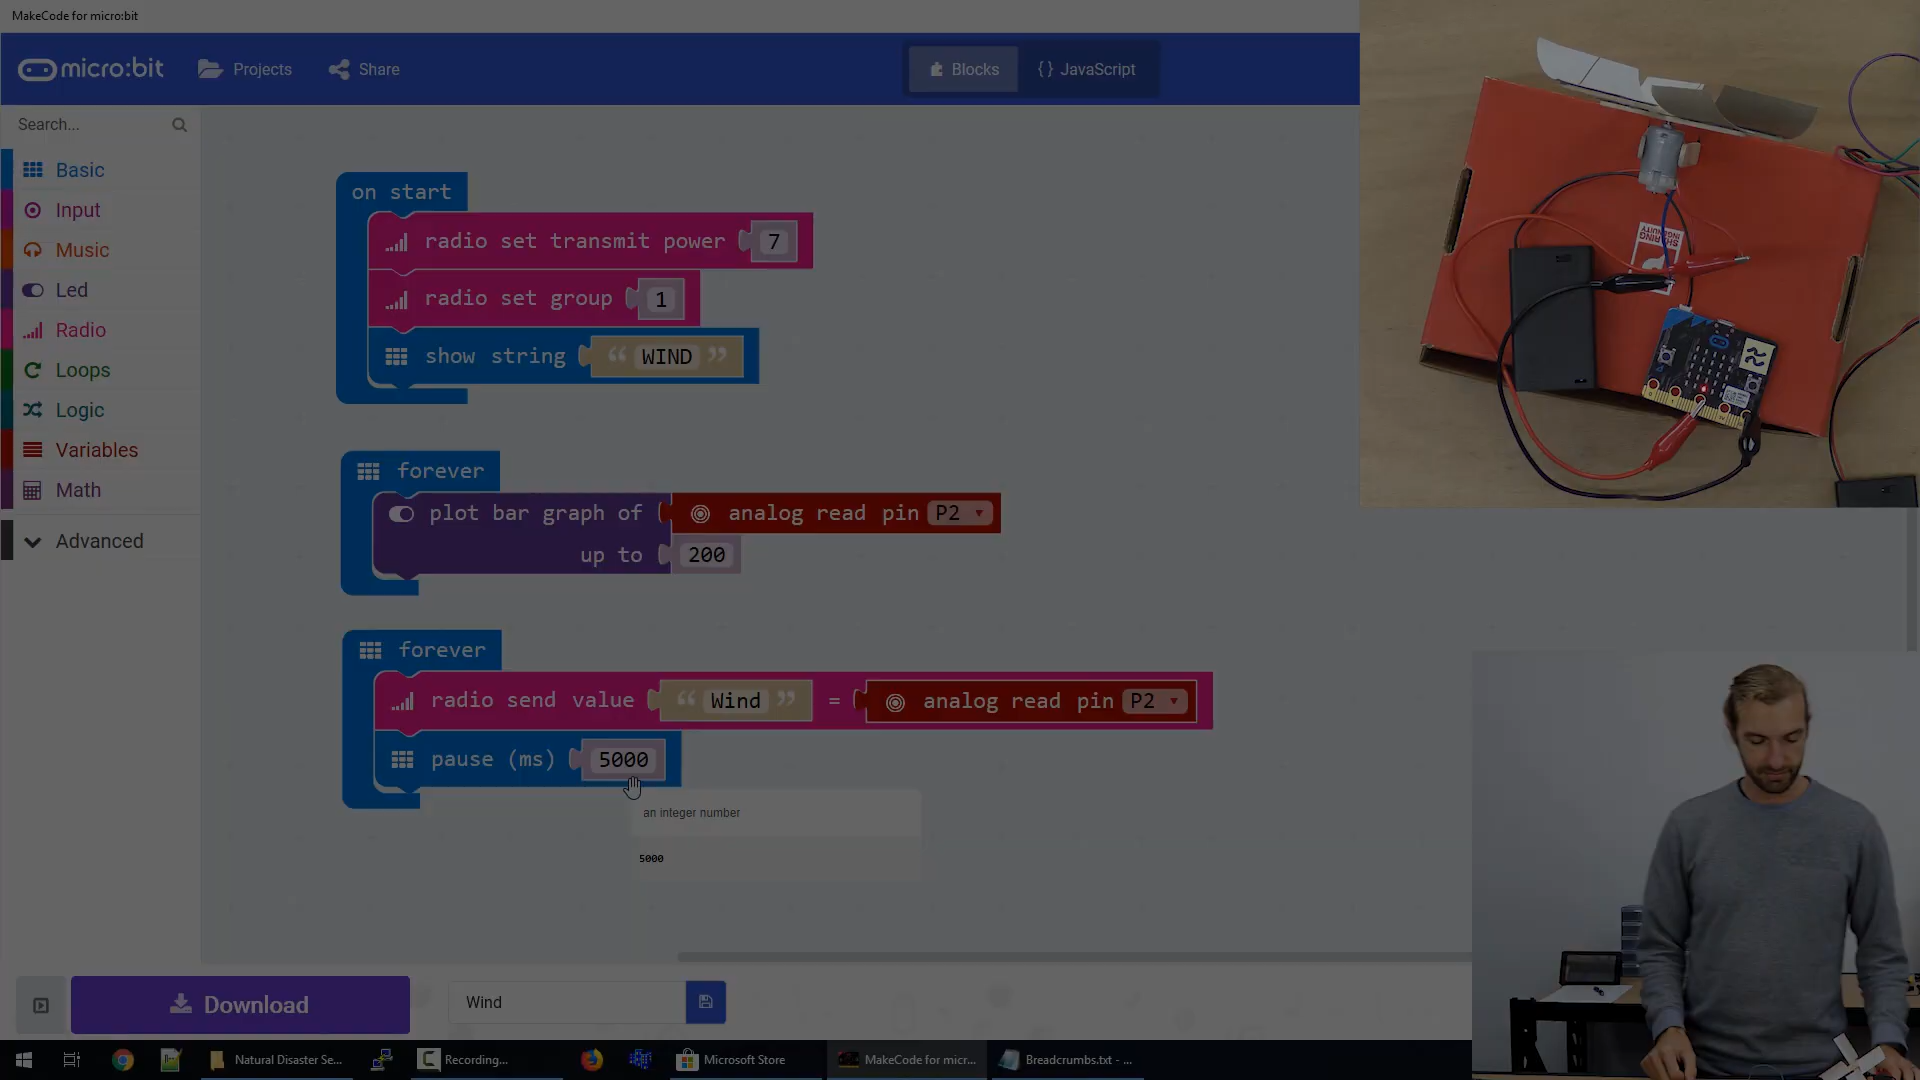 MakeCode for micro:bit
micro:bit
Projects
Share
Blocks
{} JavaScript
Search...
Basic
Input
Music
Led
Radio
Loops
Logic
Variables
Math
Advanced
on start
radio set transmit power 7
radio set group 1
show string “ WIND ”
forever
plot bar graph of analog read pin P2
up to 200
forever
radio send value “ Wind ” = analog read pin P2
pause (ms) 5000
an integer number
5000
SHARING
INGENUITY
Download
Wind
Natural Disaster Se...
Recording...
Microsoft Store
MakeCode for micr...
Breadcrumbs.txt - ...